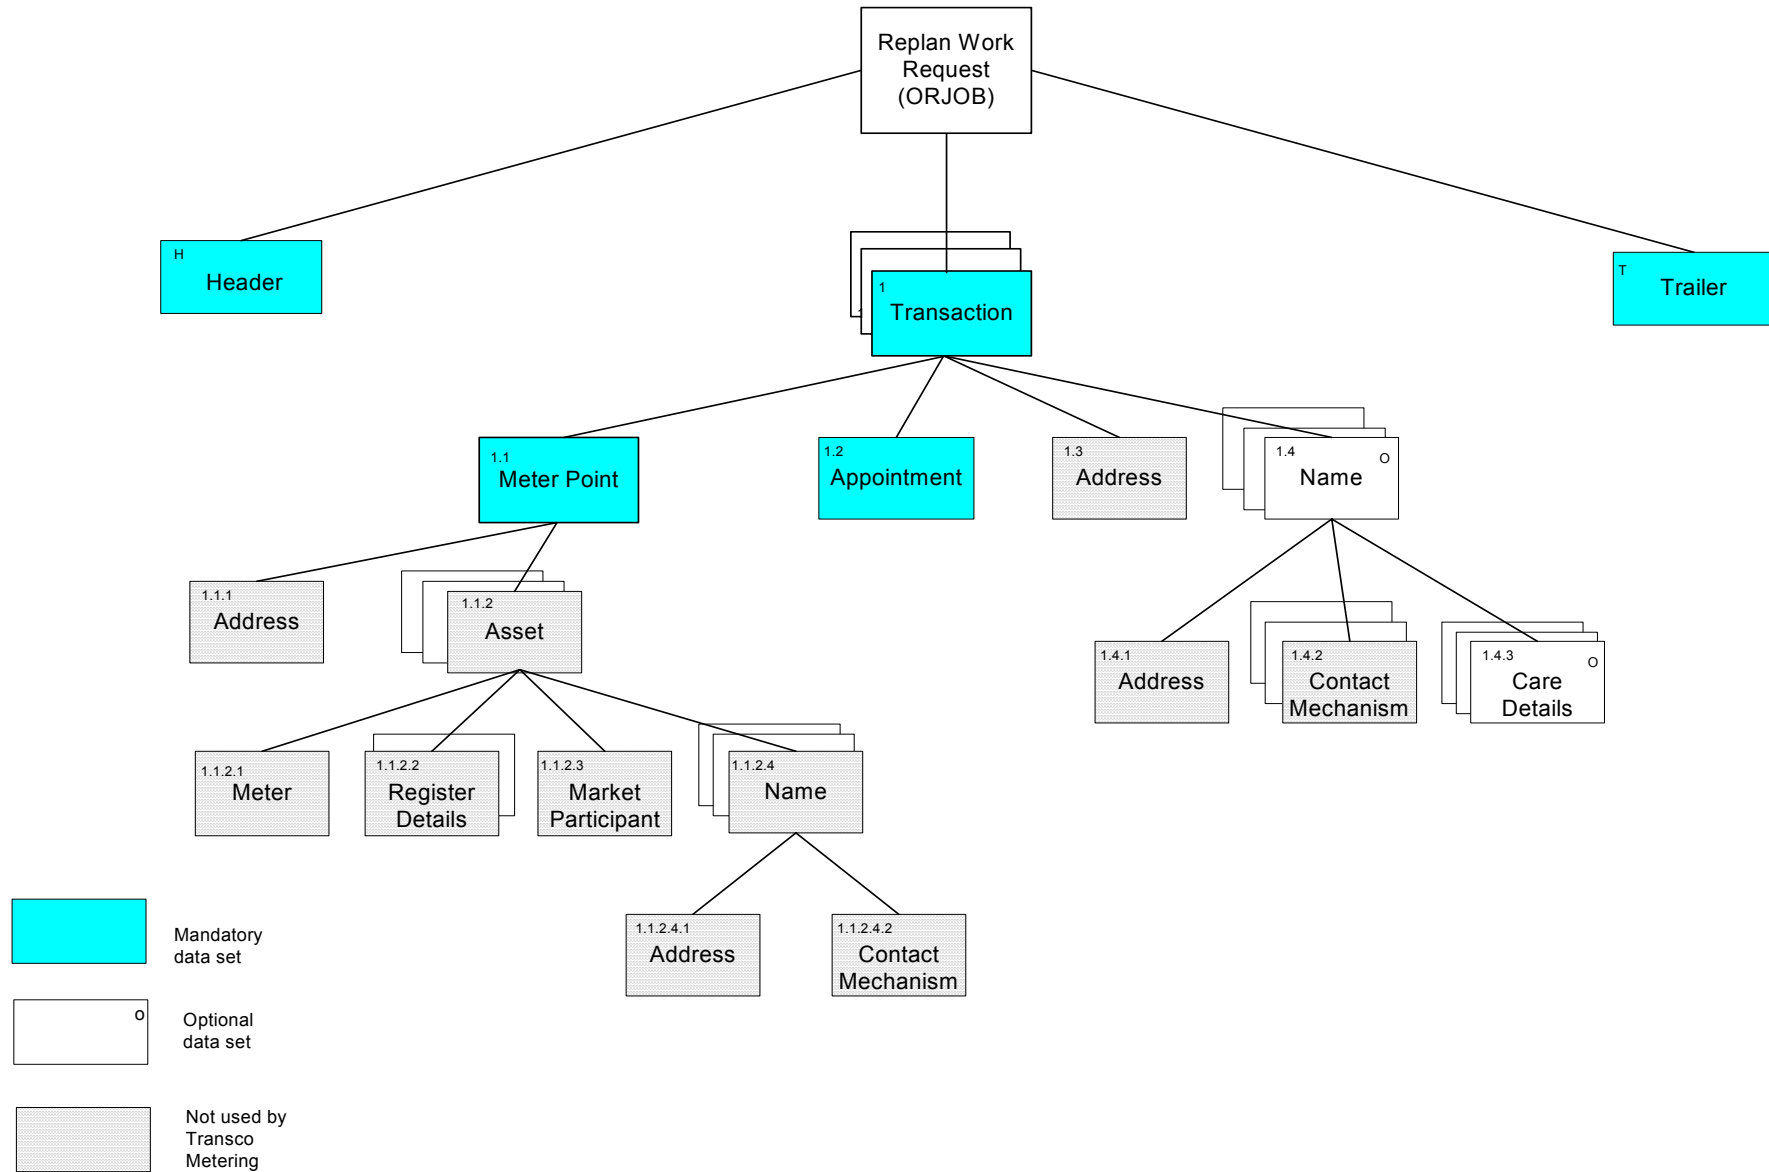 Replan Work
Request
(ORJOB)
H
Header
1
Transaction
T
Trailer
1.1
Meter Point
1.2
Appointment
1.3
Address
1.4
O
Name
1.1.1
Address
1.1.2
Asset
1.4.1
Address
1.4.2
Contact
Mechanism
1.4.3
O
Care
Details
1.1.2.1
Meter
1.1.2.2
Register
Details
1.1.2.3
Market
Participant
1.1.2.4
Name
1.1.2.4.1
Address
1.1.2.4.2
Contact
Mechanism
Mandatory
data set
o
Optional
data set
Not used by
Transco
Metering